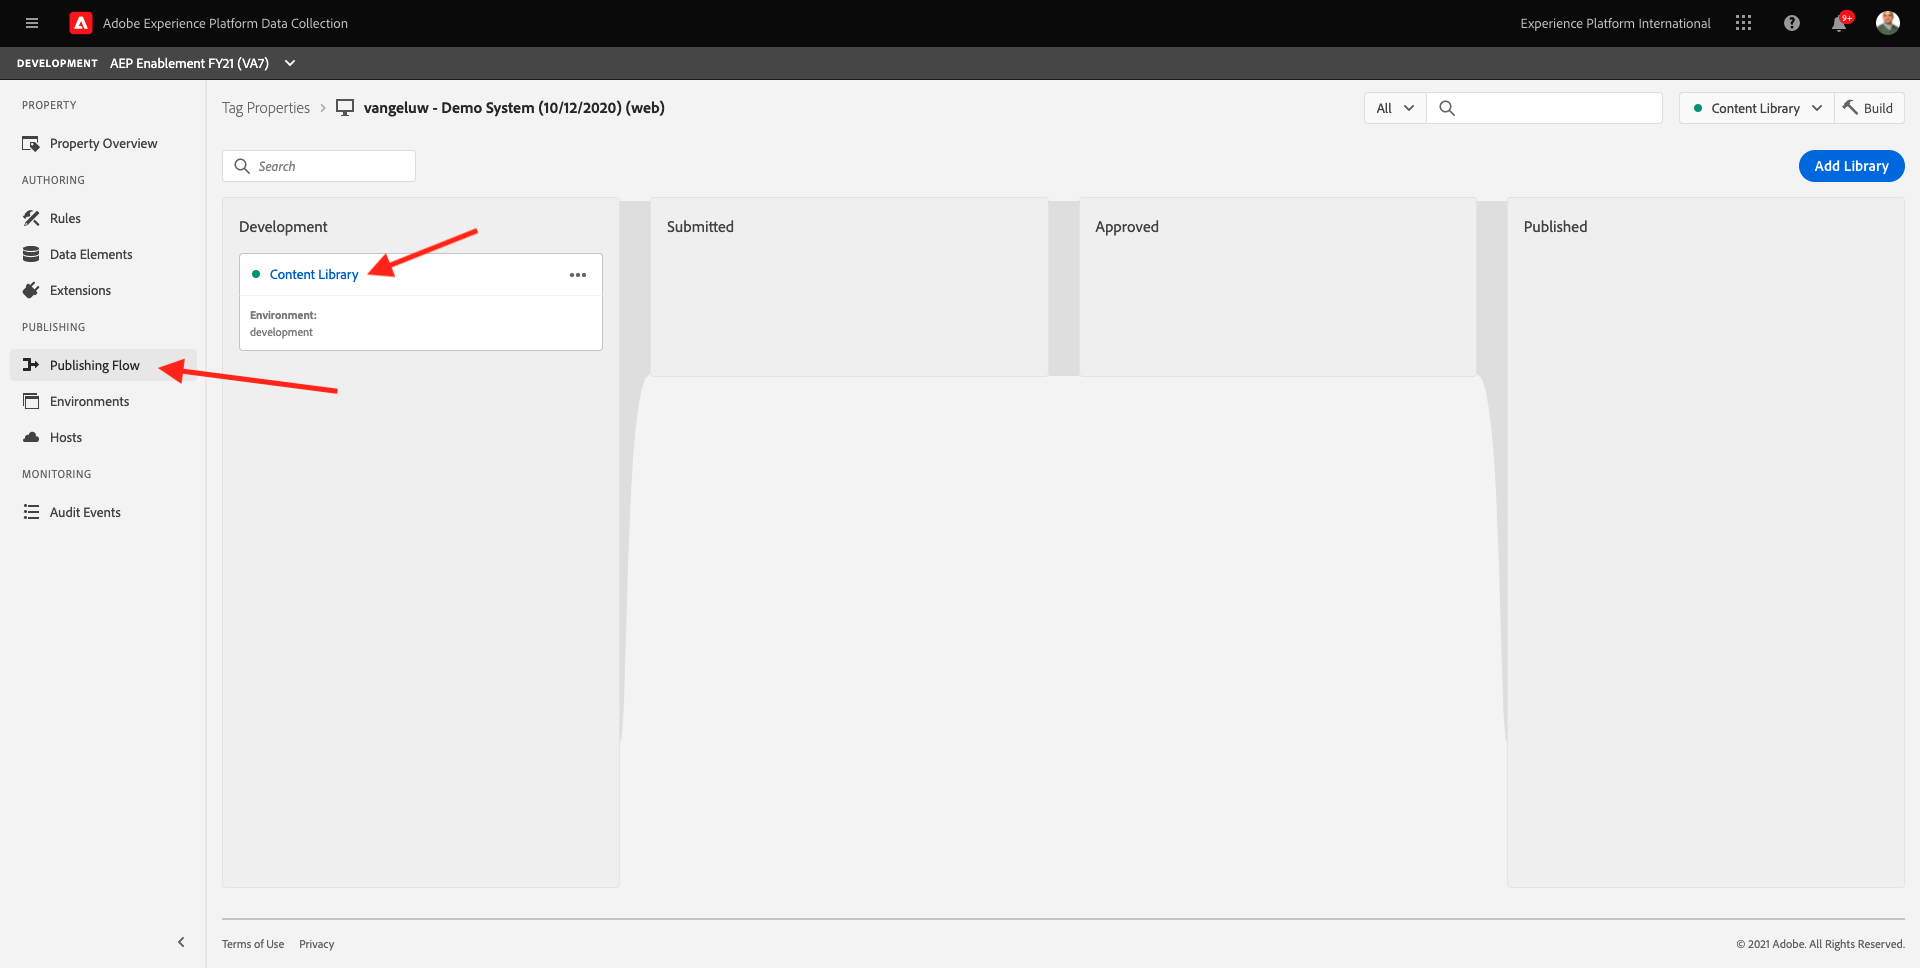 Adobe Experience Platform Data Collection
Experience Platform International
9+
DEVELOPMENT AEP Enablement FY21 (VA7)
PROPERTY
Property Overview
AUTHORING
Rules
Data Elements
Extensions
PUBLISHING
Publishing Flow
Environments
Hosts
MONITORING
Audit Events
Tag Properties > vangeluw - Demo System (10/12/2020) (web)
All
Content Library
Build
Search
Add Library
Development
Content Library
Environment:
development
Submitted
Approved
Published
Terms of Use Privacy
© 2021 Adobe. All Rights Reserved.